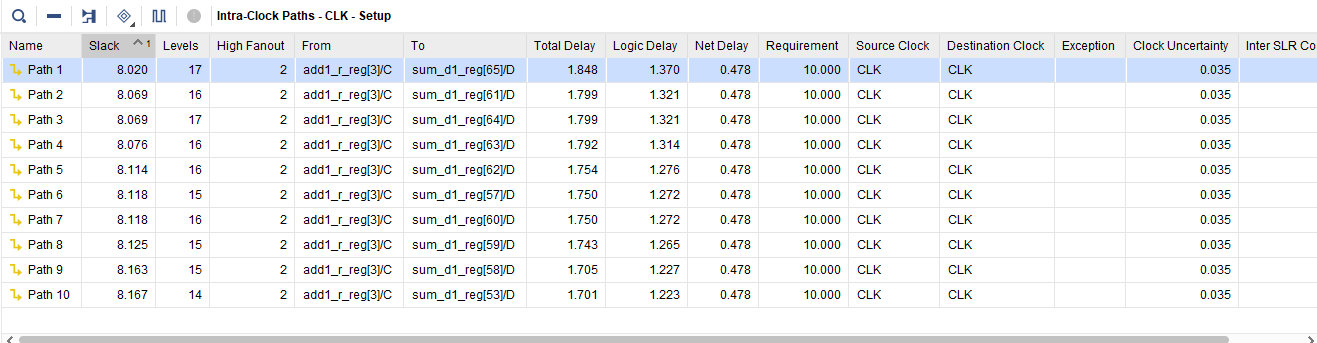 Intra-Clock Paths - CLK - Setup
Name Slack 1 Levels High Fanout From To Total Delay Logic Delay Net Delay Requirement Source Clock Destination Clock Exception Clock Uncertainty Inter SLR Co
Path 1 8.020 17 2 add1_r_reg[3]/C sum_d1_reg[65]/D 1.848 1.370 0.478 10.000 CLK CLK 0.035
Path 2 8.069 16 2 add1_r_reg[3]/C sum_d1_reg[61]/D 1.799 1.321 0.478 10.000 CLK CLK 0.035
Path 3 8.069 17 2 add1_r_reg[3]/C sum_d1_reg[64]/D 1.799 1.321 0.478 10.000 CLK CLK 0.035
Path 4 8.076 16 2 add1_r_reg[3]/C sum_d1_reg[63]/D 1.792 1.314 0.478 10.000 CLK CLK 0.035
Path 5 8.114 16 2 add1_r_reg[3]/C sum_d1_reg[62]/D 1.754 1.276 0.478 10.000 CLK CLK 0.035
Path 6 8.118 15 2 add1_r_reg[3]/C sum_d1_reg[57]/D 1.750 1.272 0.478 10.000 CLK CLK 0.035
Path 7 8.118 16 2 add1_r_reg[3]/C sum_d1_reg[60]/D 1.750 1.272 0.478 10.000 CLK CLK 0.035
Path 8 8.125 15 2 add1_r_reg[3]/C sum_d1_reg[59]/D 1.743 1.265 0.478 10.000 CLK CLK 0.035
Path 9 8.163 15 2 add1_r_reg[3]/C sum_d1_reg[58]/D 1.705 1.227 0.478 10.000 CLK CLK 0.035
Path 10 8.167 14 2 add1_r_reg[3]/C sum_d1_reg[53]/D 1.701 1.223 0.478 10.000 CLK CLK 0.035